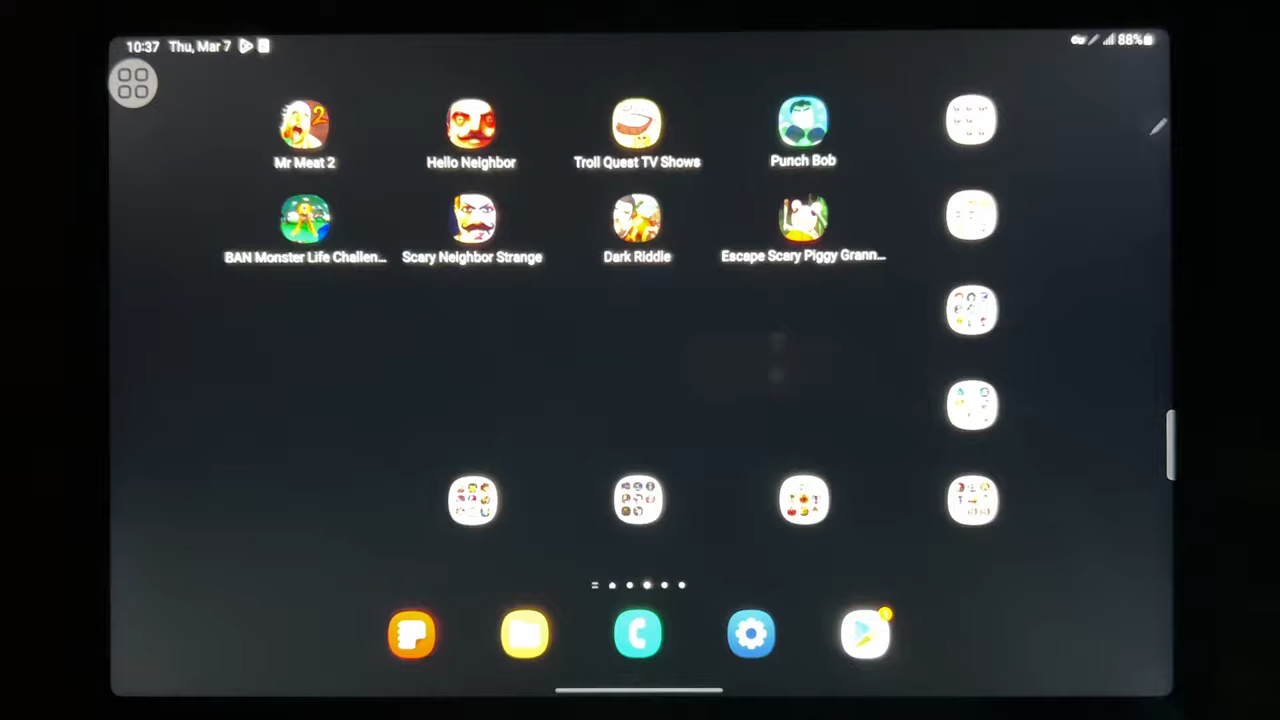 10:37 Thu, Mar 7
88%
2
Mr Meat 2
Hello Neighbor
Troll Quest TV Shows
Punch Bob
BAN Monster Life Challen...
Scary Neighbor Strange
Dark Riddle
Escape Scary Piggy Grann...